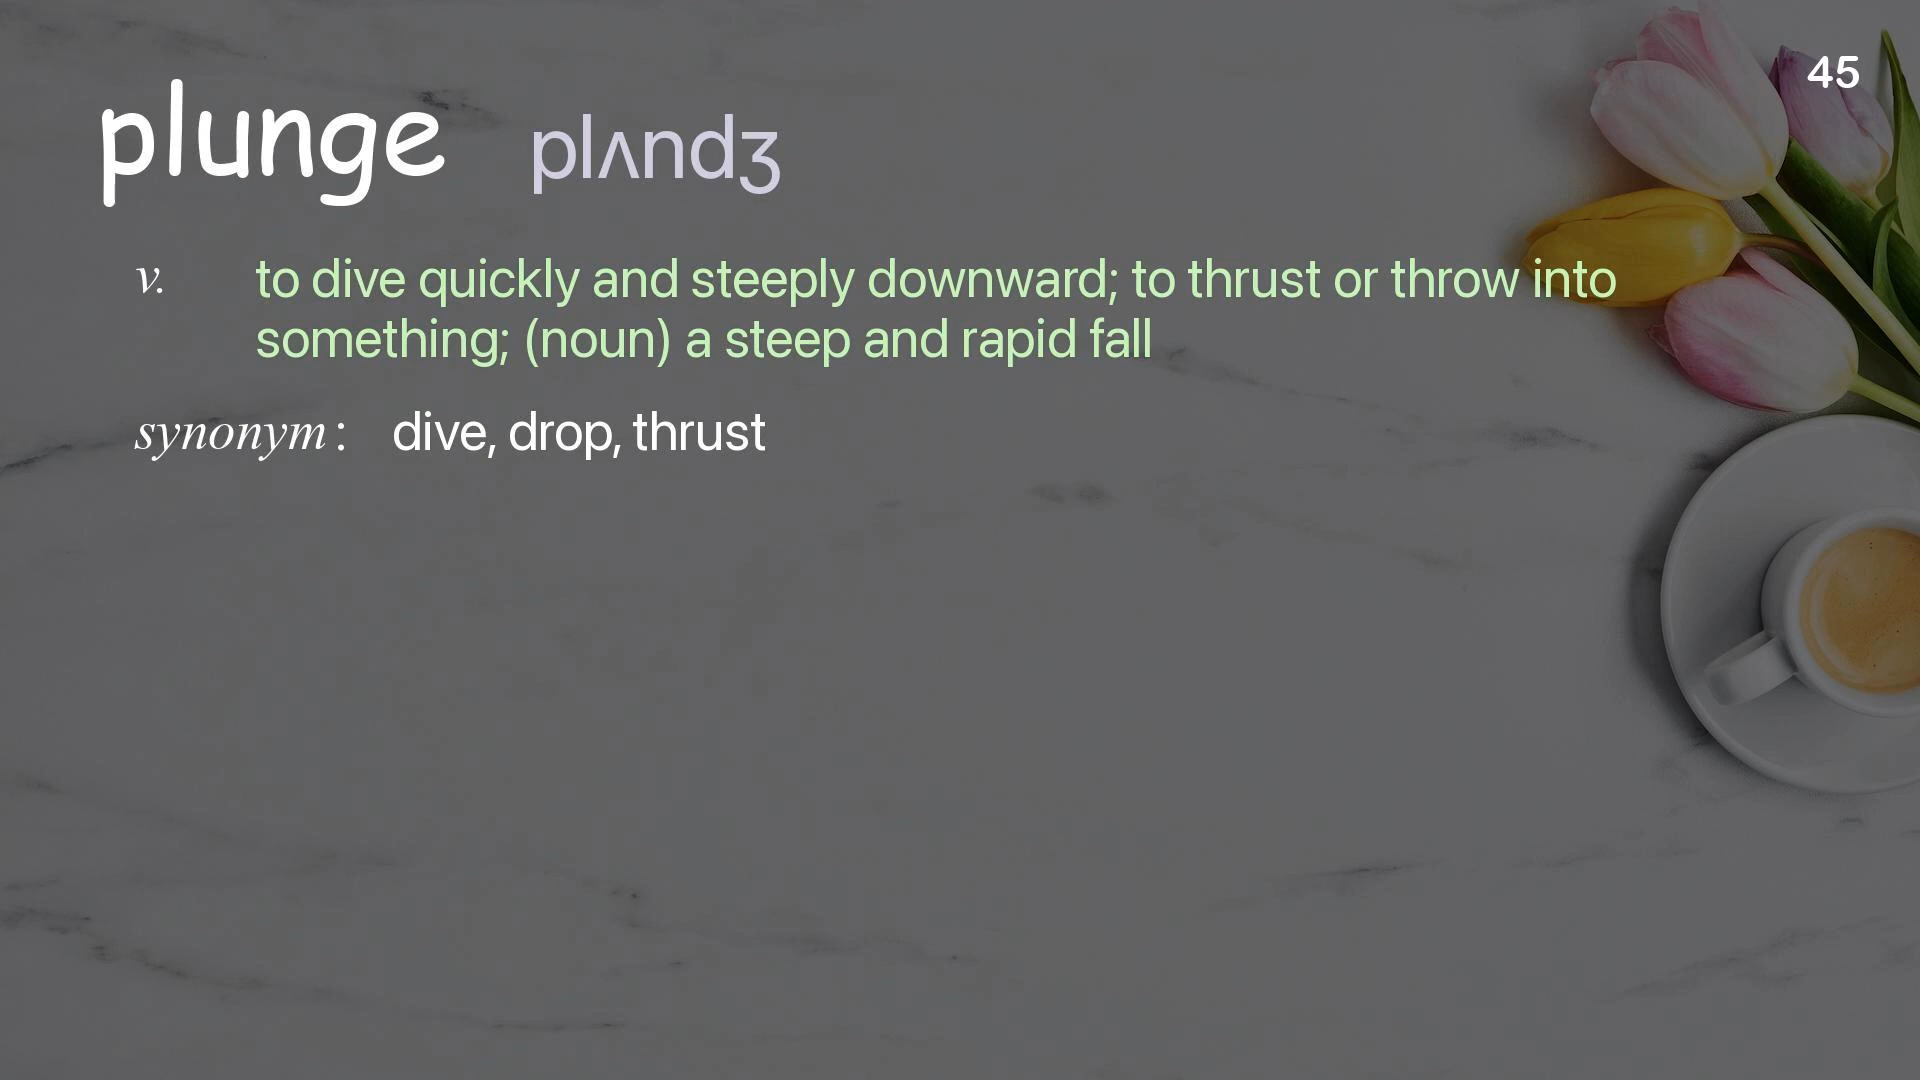 45
plunge plʌndʒ
v. to dive quickly and steeply downward; to thrust or throw into
something; (noun) a steep and rapid fall
synonym : dive, drop, thrust